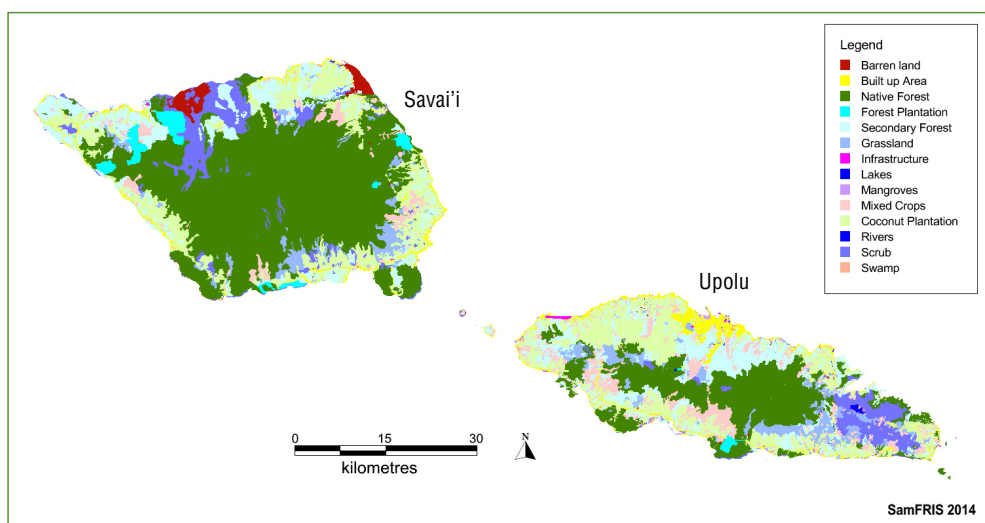 Savai’i
Upolu
Legend
Barren land
Built up Area
Native Forest
Forest Plantation
Secondary Forest
Grassland
Infrastructure
Lakes
Mangroves
Mixed Crops
Coconut Plantation
Rivers
Scrub
Swamp
0 15 30
kilometres
N
SamFRIS 2014